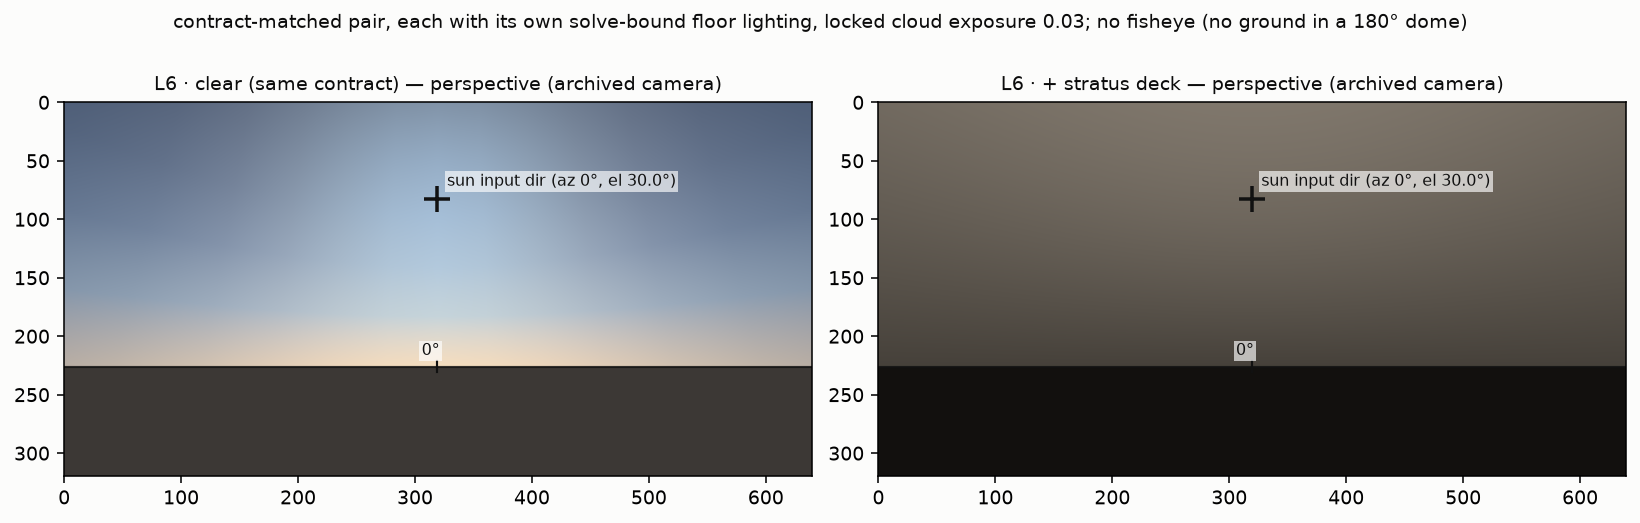 contract-matched pair, each with its own solve-bound floor lighting, locked cloud exposure 0.03; no fisheye (no ground in a 180° dome)
L6 · clear (same contract) — perspective (archived camera)
0
50
100
150
200
250
300
sun input dir (az 0°, el 30.0°)
0°
0 100 200 300 400 500 600
L6 · + stratus deck — perspective (archived camera)
0
50
100
150
200
250
300
sun input dir (az 0°, el 30.0°)
0°
0 100 200 300 400 500 600